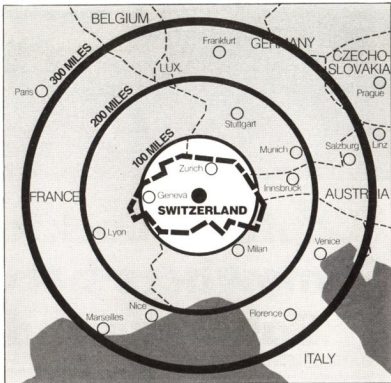 BELGIUM
Frankfurt
GERMANY
CZECHO-
SLOVAKIA
300 MILES
LUX.
Paris
Prague
200 MILES
Stuttgart
100 MILES
Munich
Salzburg
Linz
Zurich
Innsbruck
FRANCE
Geneva
AUSTRIA
SWITZERLAND
Lyon
Milan
Venice
Nice
Florence
Marseilles
ITALY